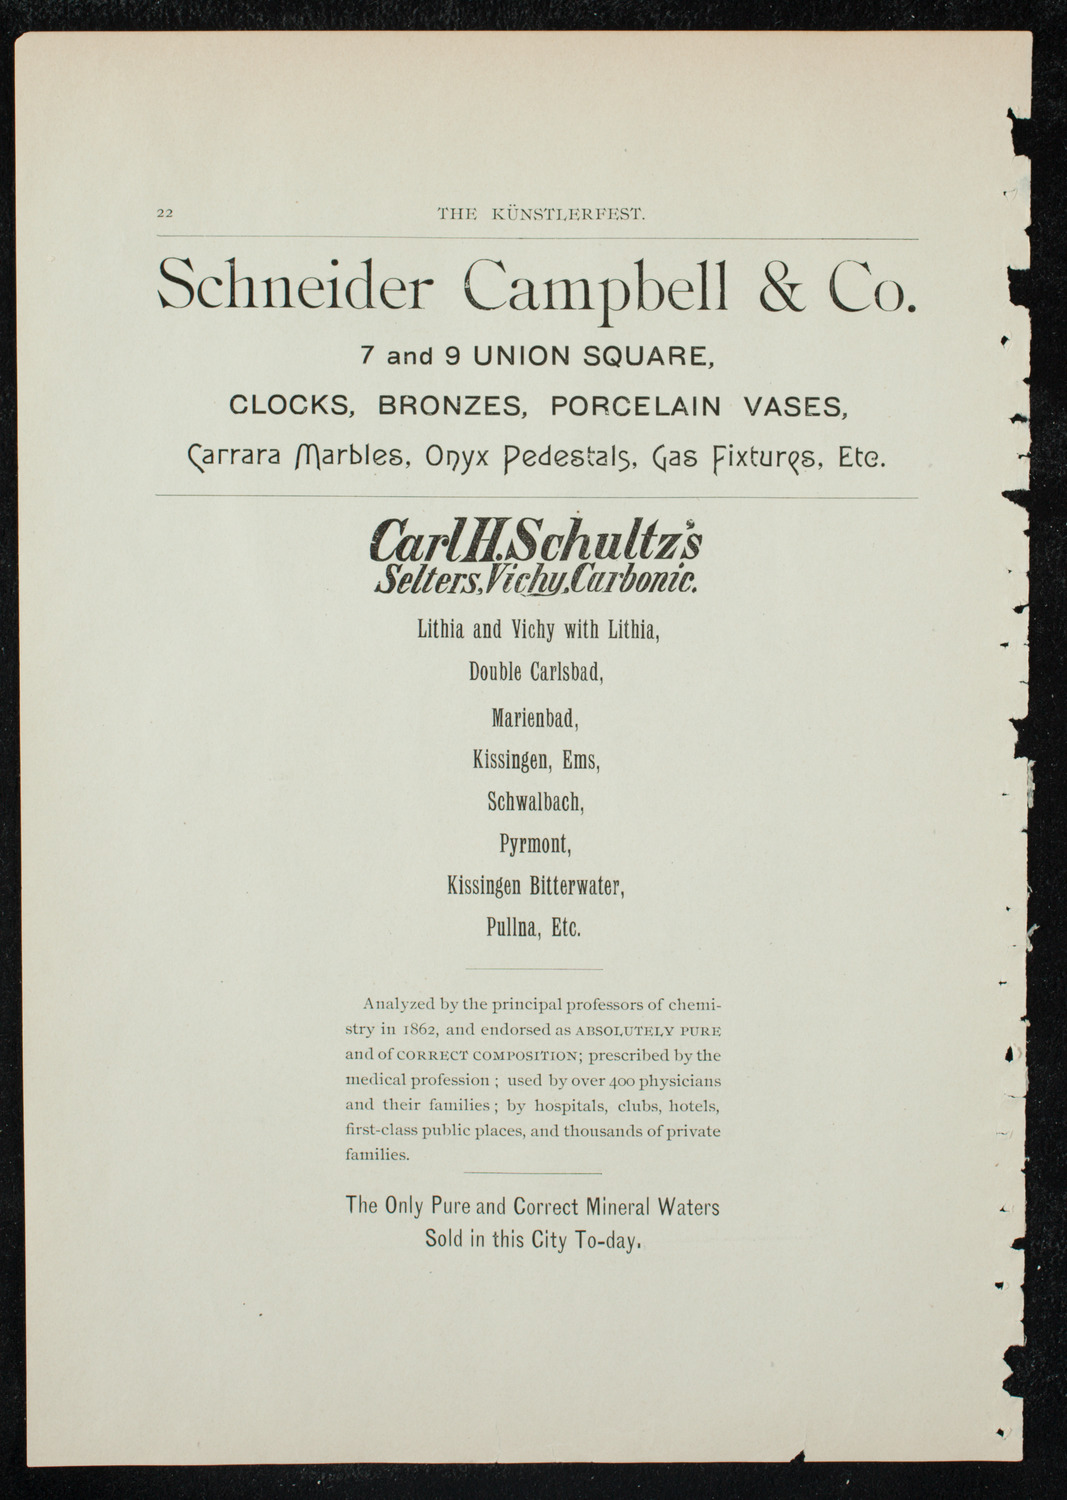 22
THE KÜNSTLERFEST.
Schneider Campbell & Co.
7 and 9 UNION SQUARE,
CLOCKS, BRONZES, PORCELAIN VASES,
Carrara Marbles, Onyx Pedestals, Gas Fixtures, Etc.
Carl H. Schultz's
Selters, Vichy, Carbonic.
Lithia and Vichy with Lithia,
Double Carlsbad,
Marienbad,
Kissingen, Ems,
Schwalbach,
Pyrmont,
Kissingen Bitterwater,
Pullna, Etc.
Analyzed by the principal professors of chemi-
stry in 1862, and endorsed as ABSOLUTELY PURE
and of CORRECT COMPOSITION; prescribed by the
medical profession ; used by over 400 physicians
and their families ; by hospitals, clubs, hotels,
first-class public places, and thousands of private
families.
The Only Pure and Correct Mineral Waters
Sold in this City To-day.